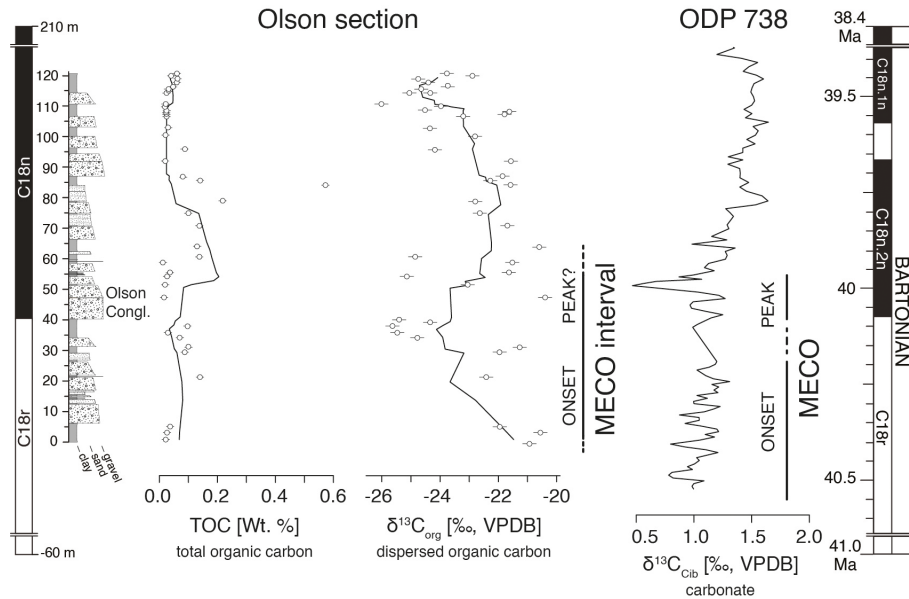 Olson section
ODP 738
210 m
C18n
C18r
-60 m
120
110
100
90
80
70
60
50
40
30
20
10
0
clay
sand
gravel
Olson
Congl.
0.0 0.2 0.4 0.6
TOC [Wt. %]
total organic carbon
-26 -24 -22 -20
δ¹³Corg [‰, VPDB]
dispersed organic carbon
ONSET PEAK?
MECO interval
0.5 1.0 1.5 2.0
δ¹³CCib [‰, VPDB]
carbonate
ONSET PEAK
MECO
38.4
Ma
39.5
40
40.5
41.0
Ma
C18n.1n
C18n.2n
C18r
BARTONIAN